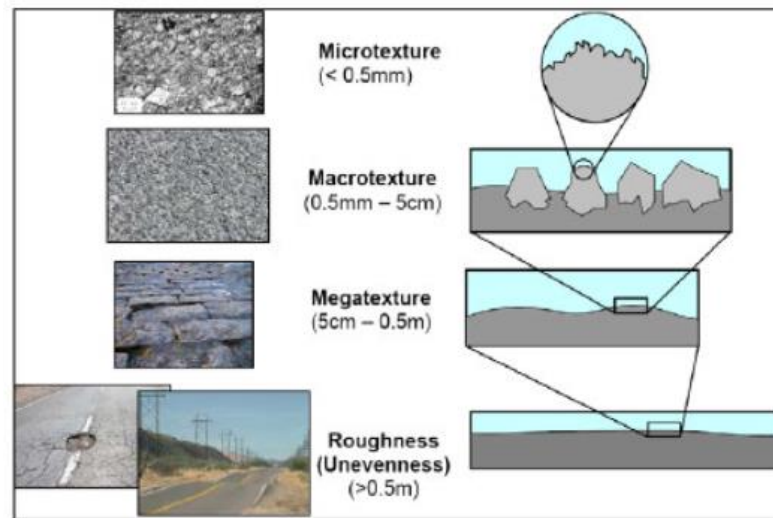 Microtexture
(< 0.5mm)
Macrotexture
(0.5mm – 5cm)
Megatexture
(5cm – 0.5m)
Roughness
(Unevenness)
(>0.5m)